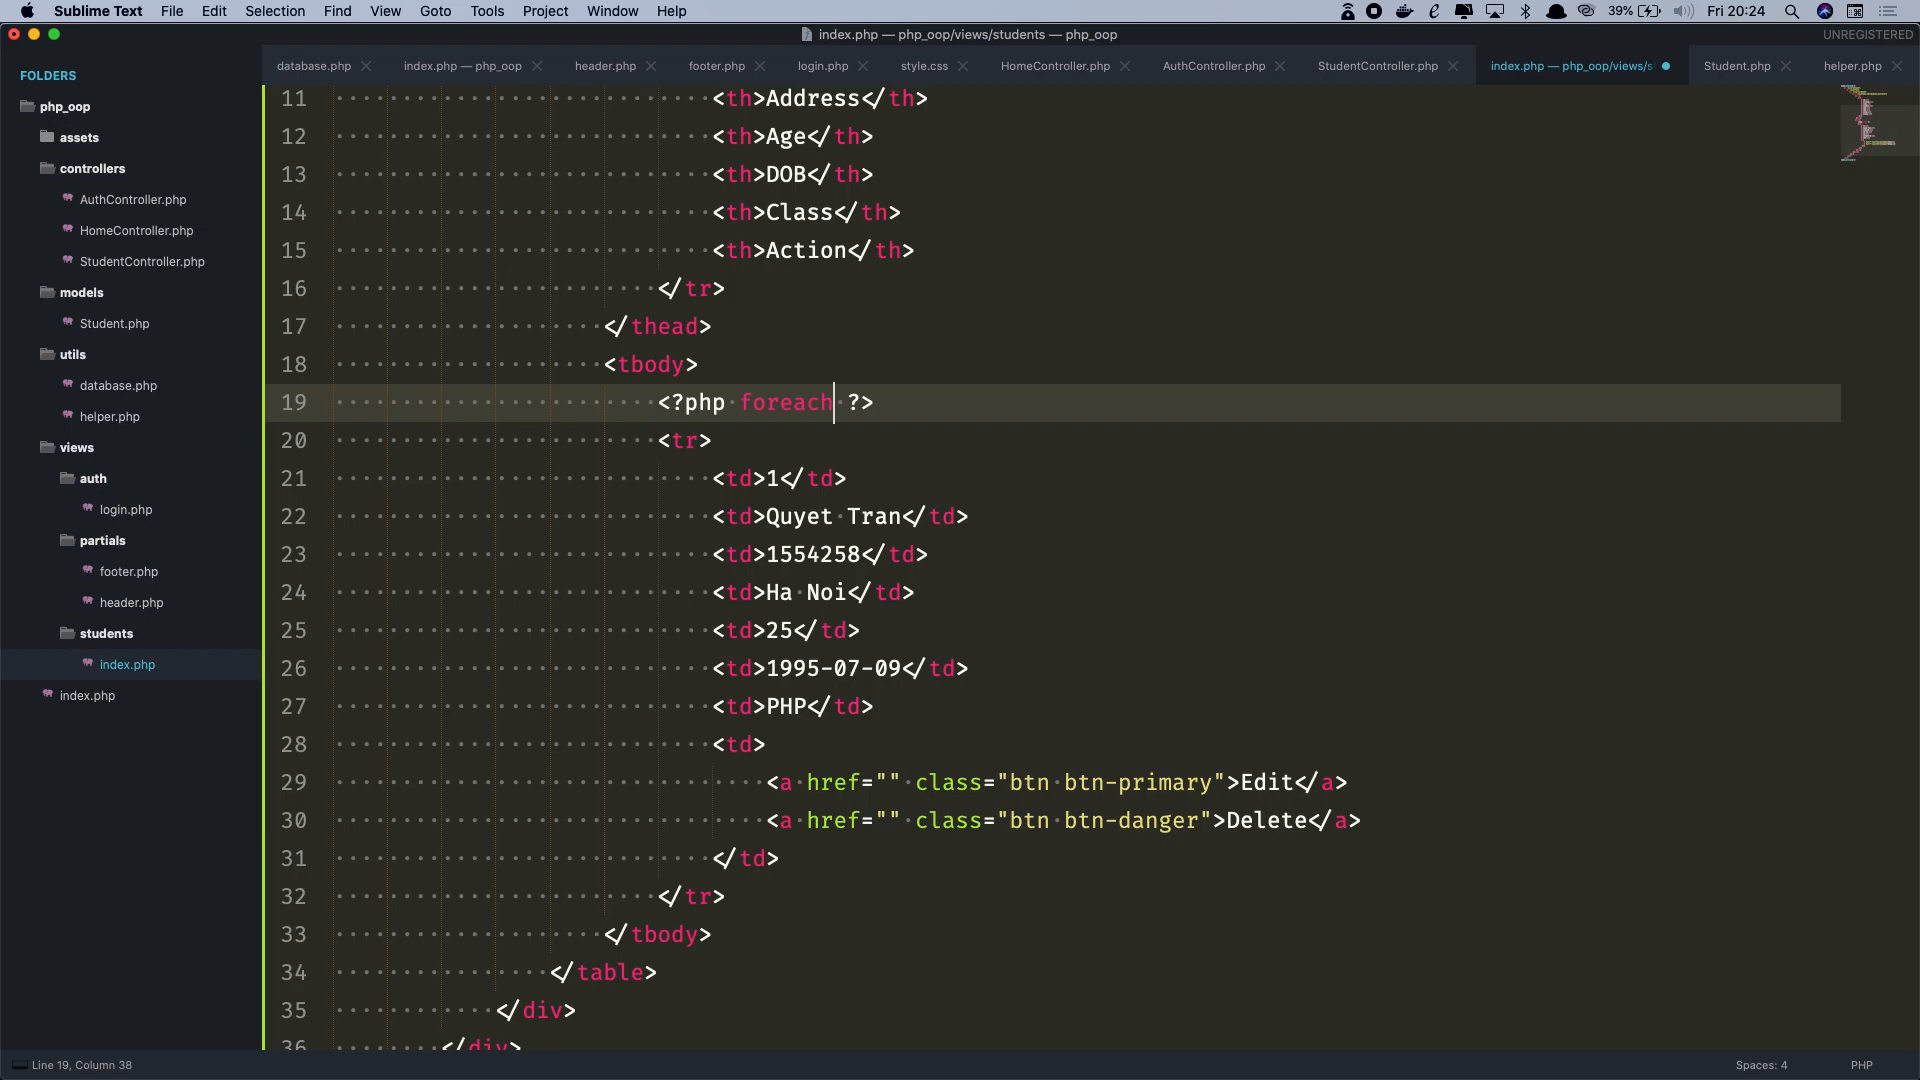 Sublime Text File Edit Selection Find View Goto Tools Project Window Help 39% Fri 20:24
index.php — php_oop/views/students — php_oop UNREGISTERED
FOLDERS
php_oop
assets
controllers
AuthController.php
HomeController.php
StudentController.php
models
Student.php
utils
database.php
helper.php
views
auth
login.php
partials
footer.php
header.php
students
index.php
index.php
database.php index.php — php_oop header.php footer.php login.php style.css HomeController.php AuthController.php StudentController.php index.php — php_oop/views/s Student.php helper.php
11 <th>Address</th>
12 <th>Age</th>
13 <th>DOB</th>
14 <th>Class</th>
15 <th>Action</th>
16 </tr>
17 </thead>
18 <tbody>
19 <?php foreach ?>
20 <tr>
21 <td>1</td>
22 <td>Quyet Tran</td>
23 <td>1554258</td>
24 <td>Ha Noi</td>
25 <td>25</td>
26 <td>1995-07-09</td>
27 <td>PHP</td>
28 <td>
29 <a href="" class="btn btn-primary">Edit</a>
30 <a href="" class="btn btn-danger">Delete</a>
31 </td>
32 </tr>
33 </tbody>
34 </table>
35 </div>
36 </div>
Line 19, Column 38 Spaces: 4 PHP